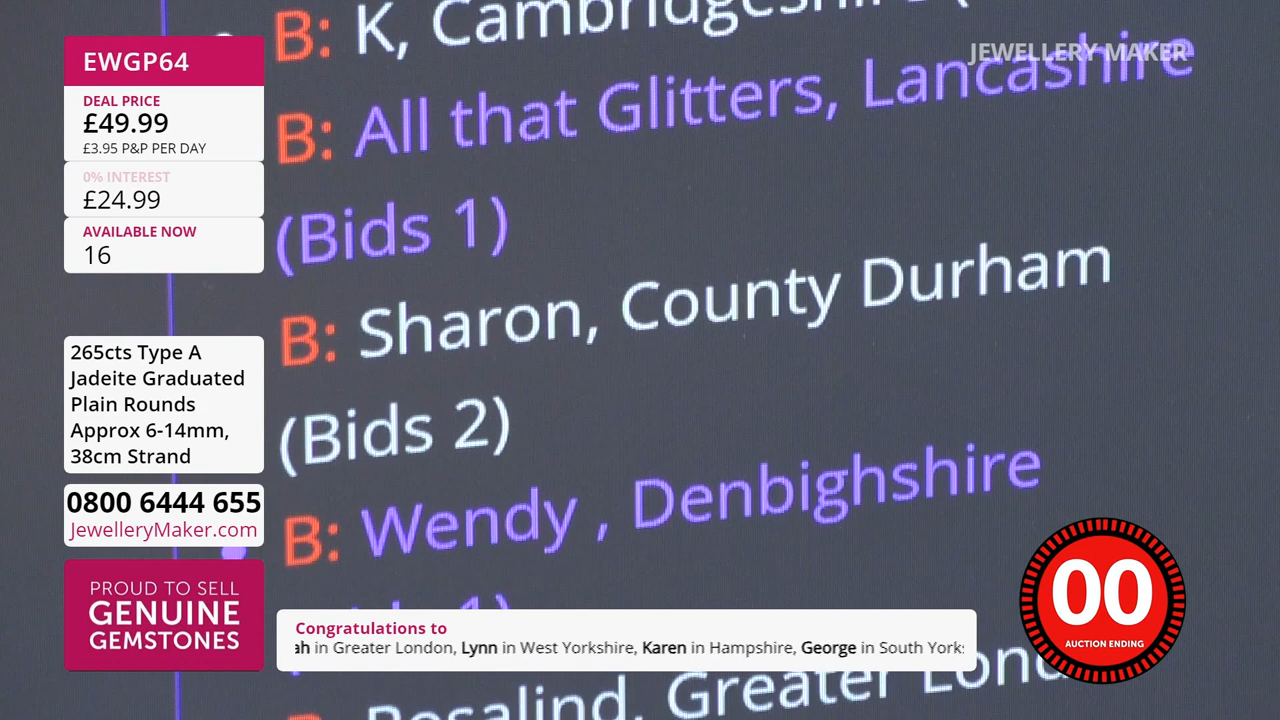 EWGP64
DEAL PRICE
£49.99
£3.95 P&P PER DAY
0% INTEREST
£24.99
AVAILABLE NOW
16
265cts Type A
Jadeite Graduated
Plain Rounds
Approx 6-14mm,
38cm Strand
0800 6444 655
JewelleryMaker.com
PROUD TO SELL
GENUINE
GEMSTONES
JEWELLERY MAKER
B: K, Cambridgeshire
B: All that Glitters, Lancashire
(Bids 1)
B: Sharon, County Durham
(Bids 2)
B: Wendy , Denbighshire
Rosalind, Greater
Congratulations to
in Greater London, Lynn in West Yorkshire, Karen in Hampshire, George in South
00
AUCTION ENDING